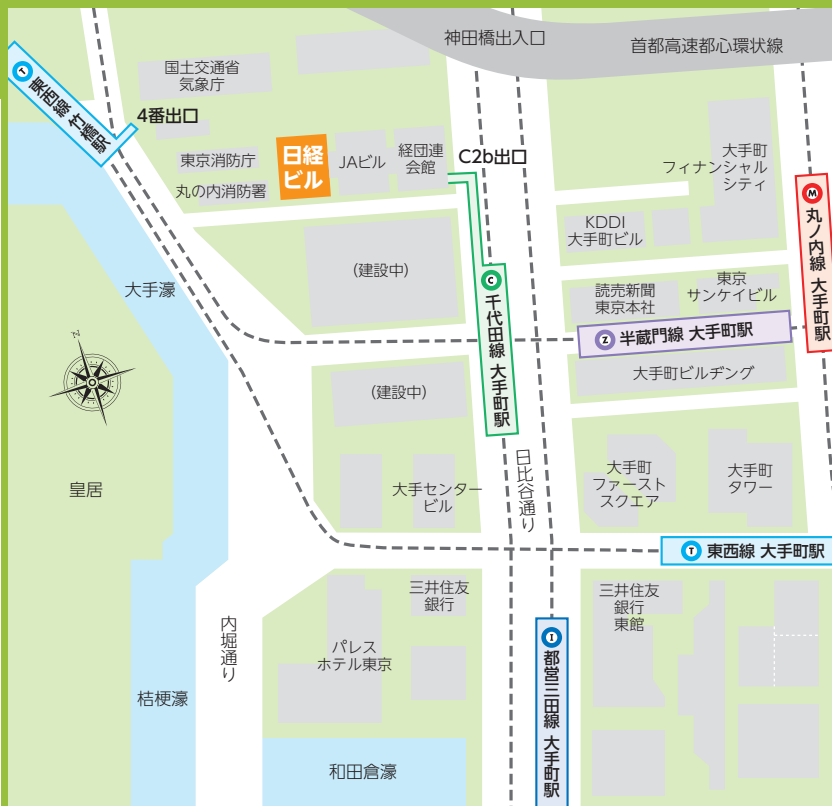 神田橋出入口
首都高速都心環状線
T
東西線 竹橋駅
4番出口
国土交通省
気象庁
東京消防庁
丸の内消防署
日経
ビル
JAビル
経団連
会館
C2b出口
大手町
フィナンシャル
シティ
M
丸ノ内線 大手町駅
KDDI
大手町ビル
(建設中)
C
千代田線 大手町駅
読売新聞
東京本社
東京
サンケイビル
大手濠
Z
半蔵門線 大手町駅
N
大手町ビルヂング
(建設中)
皇居
大手センター
ビル
日比谷通り
大手町
ファースト
スクエア
大手町
タワー
T
東西線 大手町駅
三井住友
銀行
三井住友
銀行
東館
内堀通り
パレス
ホテル東京
I
都営三田線 大手町駅
桔梗濠
和田倉濠